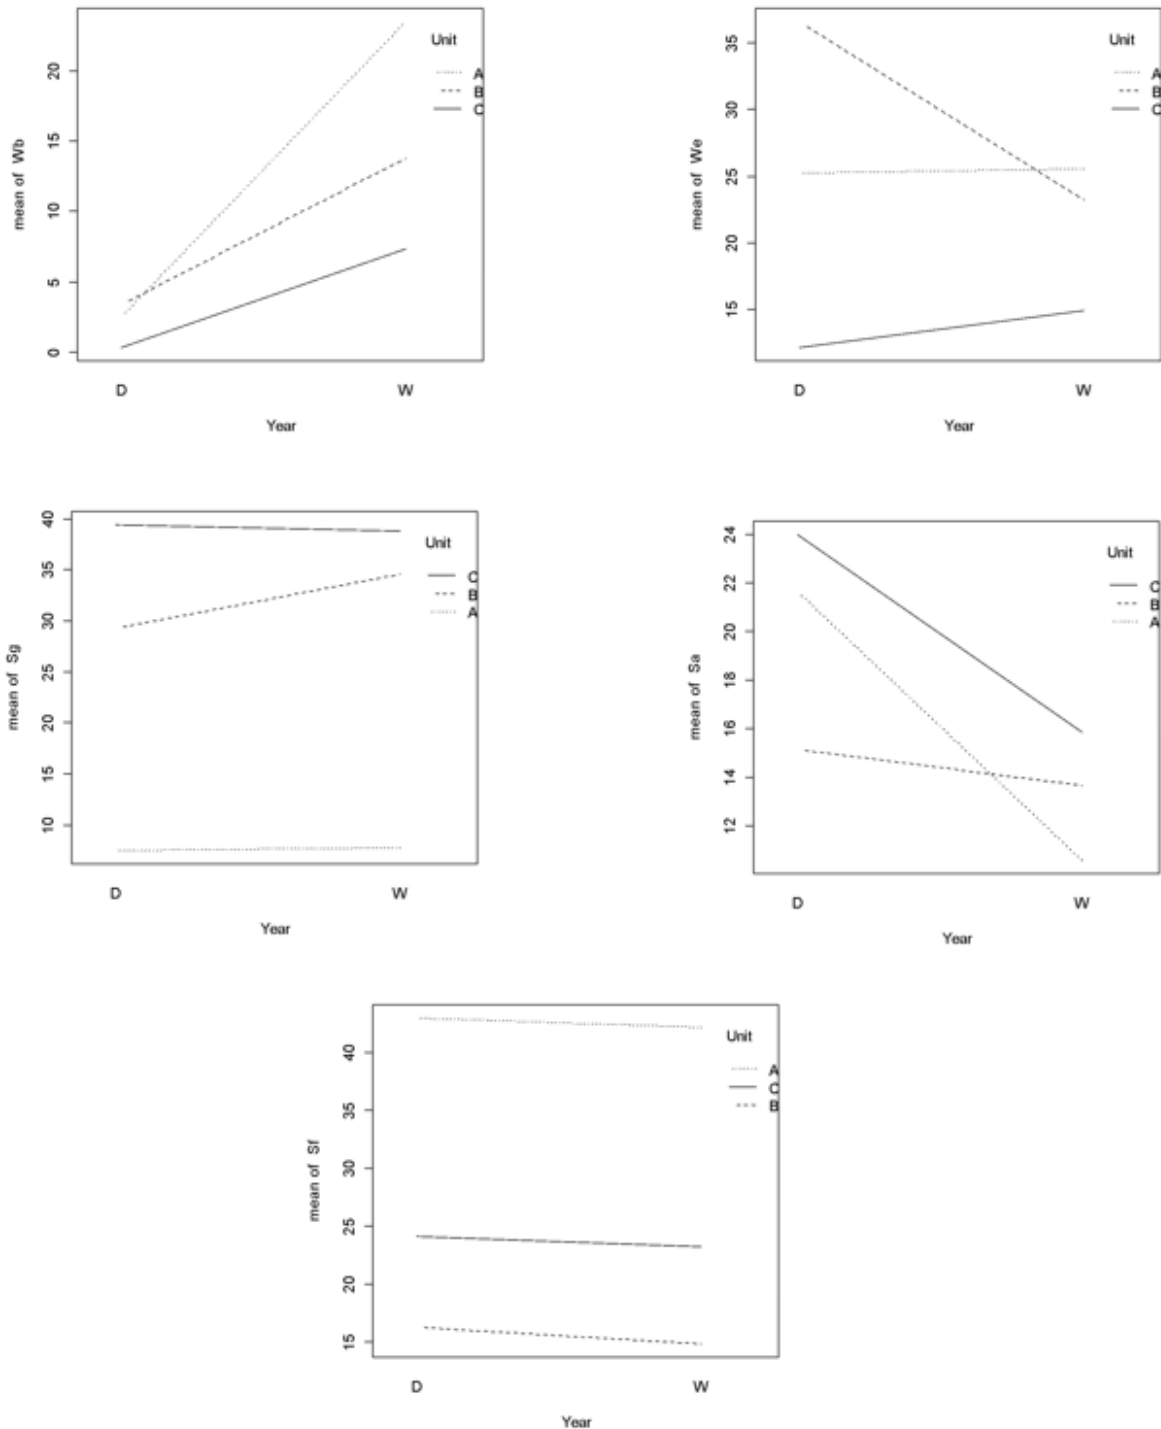 mean of Wb
20
15
10
5
0
Unit
A
B
C
D W
Year
mean of We
35
30
25
20
15
Unit
A
B
C
D W
Year
mean of Sg
40
35
30
25
20
15
10
Unit
C
B
A
D W
Year
mean of Sa
24
22
20
18
16
14
12
Unit
C
B
A
D W
Year
mean of Sf
40
35
30
25
20
15
Unit
A
C
B
D W
Year